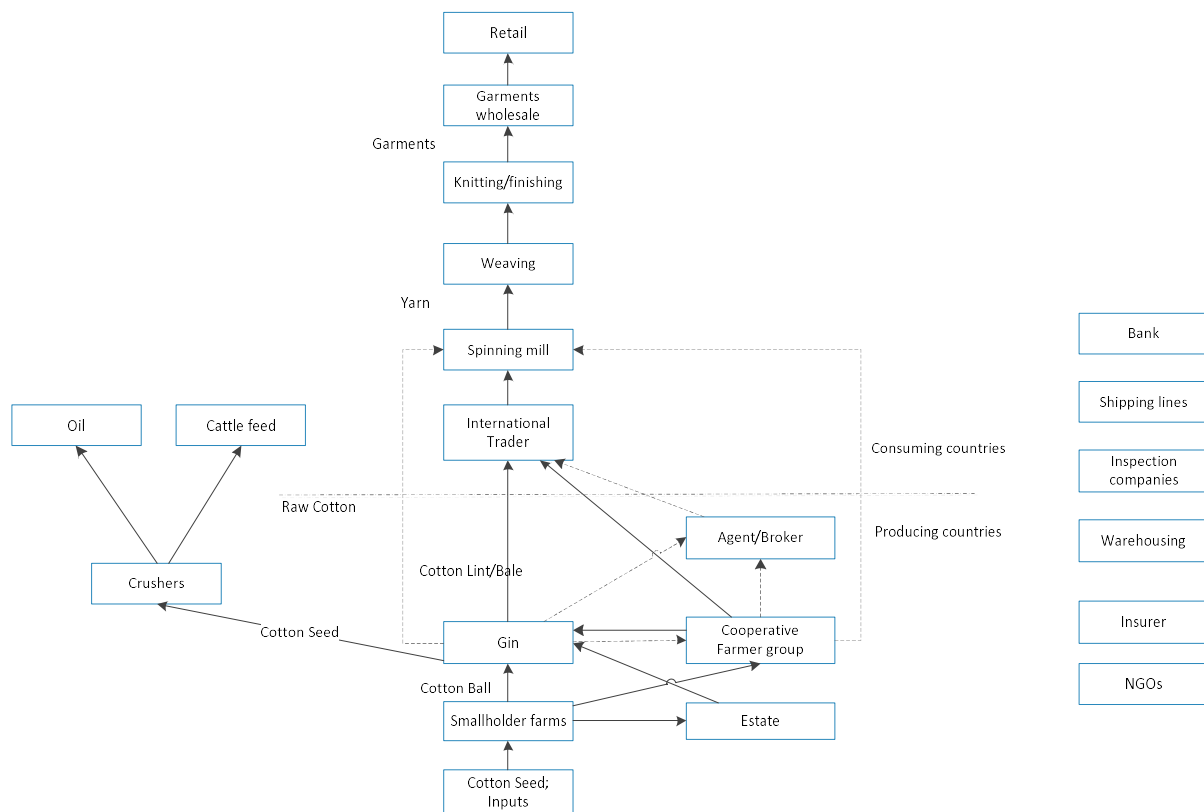 Retail
Garments
wholesale
Garments
Knitting/finishing
Weaving
Yarn
Spinning mill
Bank
Shipping lines
Oil
Cattle feed
International
Trader
Consuming countries
Inspection
companies
Raw Cotton
Producing countries
Agent/Broker
Warehousing
Cotton Lint/Bale
Crushers
Cotton Seed
Gin
Cooperative
Farmer group
Insurer
Cotton Ball
NGOs
Smallholder farms
Estate
Cotton Seed;
Inputs